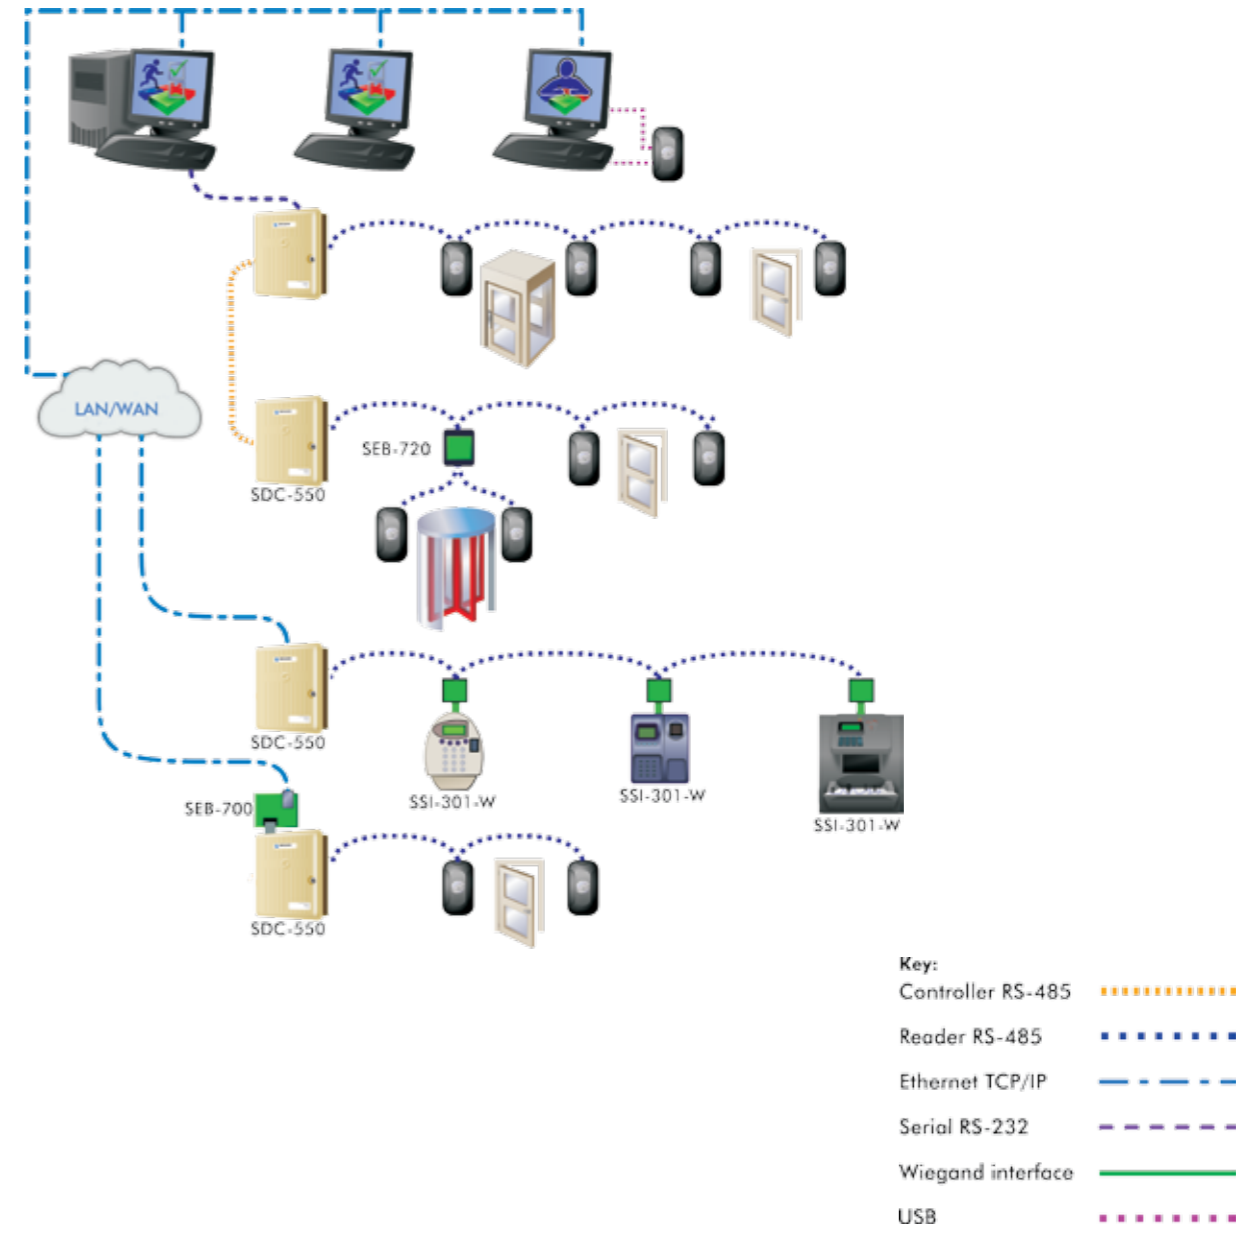 LAN/WAN
SEB-720
SDC-550
SDC-550
SSI-301-W
SSI-301-W
SSI-301-W
SEB-700
SDC-550
Key:
Controller RS-485
Reader RS-485
Ethernet TCP/IP
Serial RS-232
Wiegand interface
USB